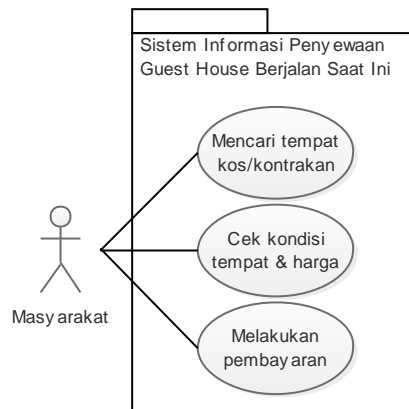 Sistem Informasi Penyewaan
Guest House Berjalan Saat Ini
Mencari tempat
kos/kontrakan
Cek kondisi
tempat & harga
Masyarakat
Melakukan
pembayaran